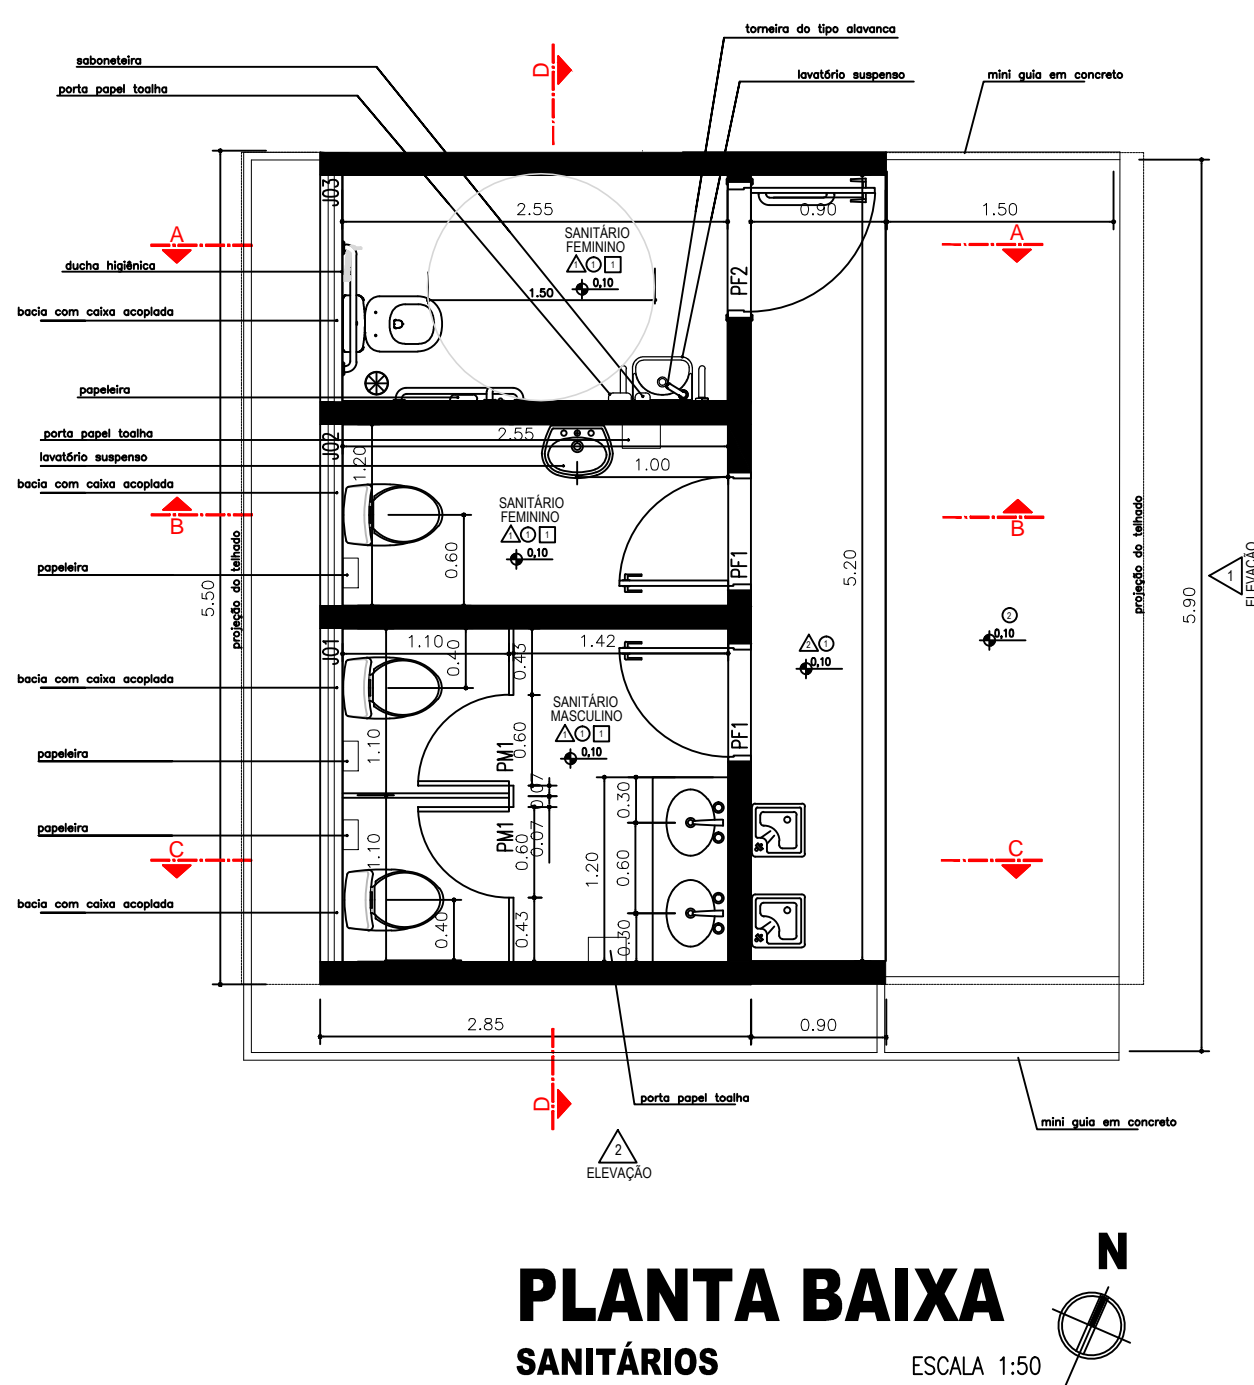 torneira do tipo alavanca
saboneteira
D
lavatório suspenso
mini guia em concreto
porta papel toalha
J03
2.55
0.90
1.50
A
SANITÁRIO
FEMININO
1 1 1
0,10
A
ducha higiênica
PF2
1.50
bacia com caixa acoplada
papeleira
porta papel toalha
J02
2.55
lavatório suspenso
1.20
1.00
bacia com caixa acoplada
SANITÁRIO
FEMININO
1 1 1
0,10
B
B
projeção do telhado
projeção do telhado
0.60
PF1
papeleira
5.50
5.20
5.90
1
ELEVAÇÃO
2
0,10
2 1
0,10
J01
1.10
0.40
0.43
1.42
bacia com caixa acoplada
SANITÁRIO
MASCULINO
1 1 1
0,10
PF1
1.10
PM1
0.60
papeleira
0.07
0.30
papeleira
PM1
0.60
0.07
1.10
1.20
0.60
C
C
bacia com caixa acoplada
0.40
0.43
0.30
2.85
0.90
D
porta papel toalha
mini guia em concreto
2
ELEVAÇÃO
N
PLANTA BAIXA
SANITÁRIOS
ESCALA 1:50